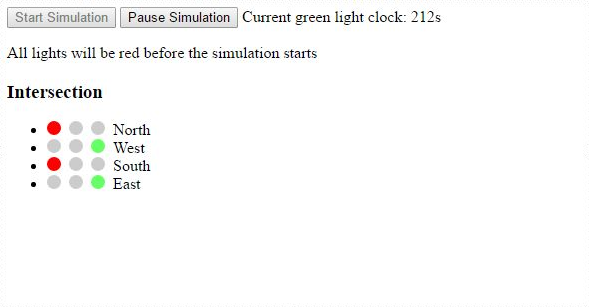 Start Simulation Pause Simulation Current green light clock: 212s
All lights will be red before the simulation starts
Intersection
North
West
South
East